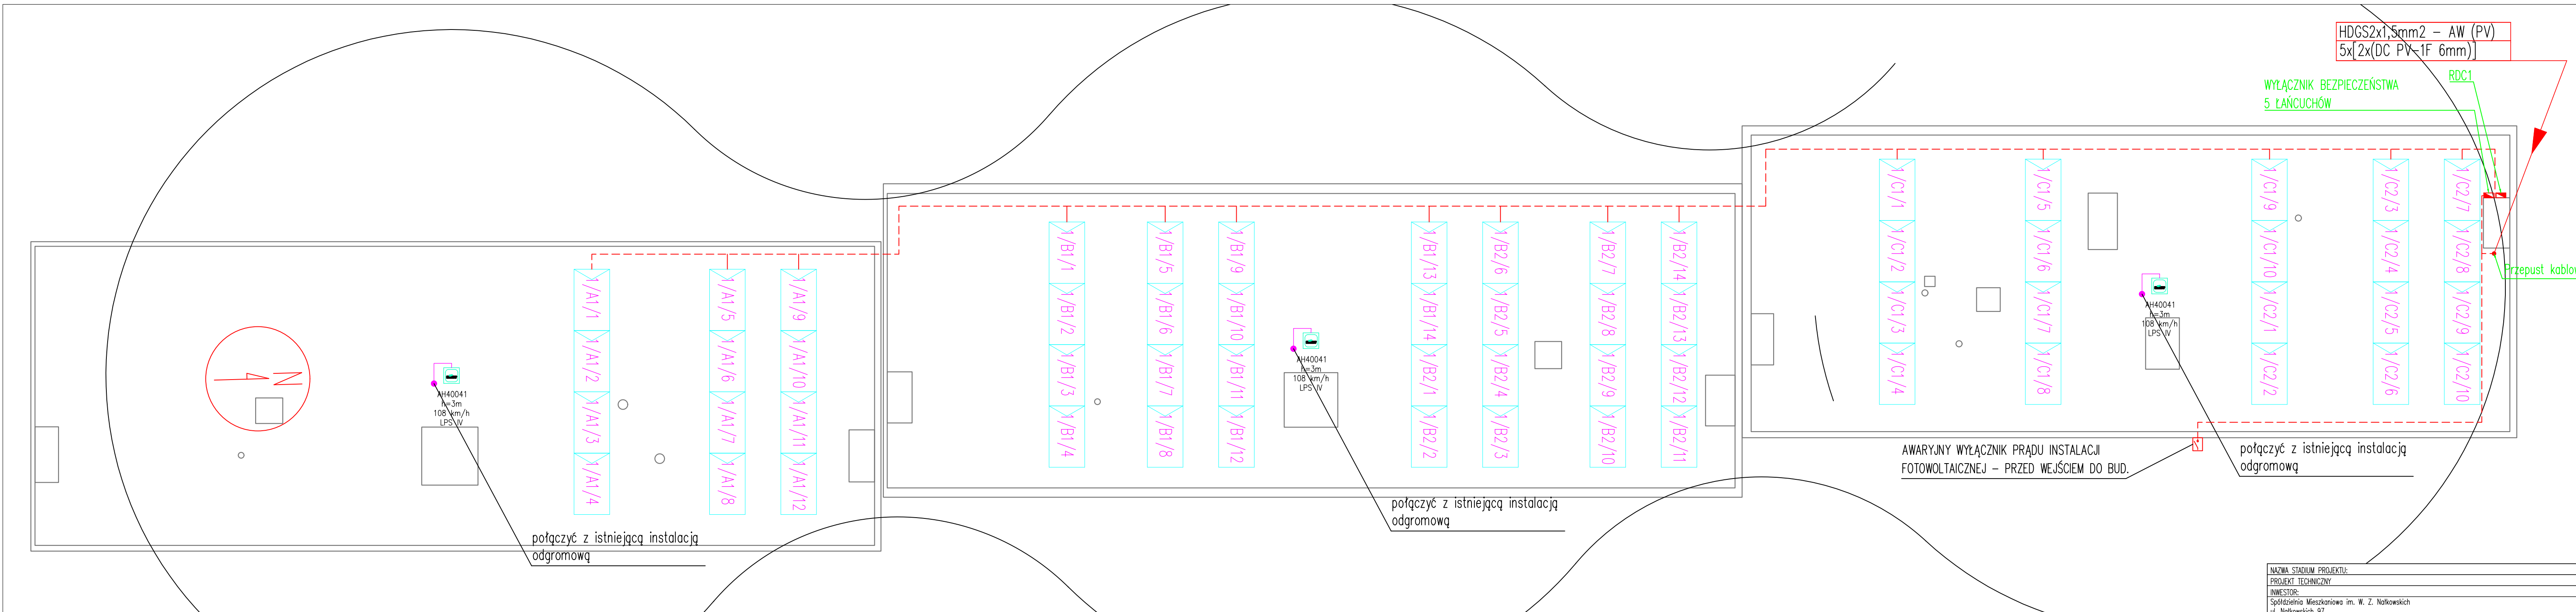 HDGS2x1,5mm2 - AW (PV)
5x[2x(DC PV-1F 6mm)]
RDC1
WYŁĄCZNIK BEZPIECZEŃSTWA
5 ŁAŃCUCHÓW
1/A1/1
1/A1/2
1/A1/3
1/A1/4
1/A1/5
1/A1/6
1/A1/7
1/A1/8
1/A1/9
1/A1/10
1/A1/11
1/A1/12
N
AH40041
h=3m
108 km/h
LPS IV
połączyć z istniejącą instalacją
odgromową
1/B1/1
1/B1/2
1/B1/3
1/B1/4
1/B1/5
1/B1/6
1/B1/7
1/B1/8
1/B1/9
1/B1/10
1/B1/11
1/B1/12
AH40041
h=3m
108 km/h
LPS IV
1/B1/13
1/B1/14
1/B2/1
1/B2/2
1/B2/6
1/B2/5
1/B2/4
1/B2/3
1/B2/7
1/B2/8
1/B2/9
1/B2/10
1/B2/14
1/B2/13
1/B2/12
1/B2/11
połączyć z istniejącą instalacją
odgromową
1/C1/1
1/C1/2
1/C1/3
1/C1/4
1/C1/5
1/C1/6
1/C1/7
1/C1/8
AH40041
h=3m
108 km/h
LPS IV
1/C1/9
1/C1/10
1/C2/1
1/C2/2
1/C2/3
1/C2/4
1/C2/5
1/C2/6
1/C2/7
1/C2/8
1/C2/9
1/C2/10
Przepust kablow
AWARYJNY WYŁĄCZNIK PRĄDU INSTALACJI
FOTOWOLTAICZNEJ - PRZED WEJŚCIEM DO BUD.
połączyć z istniejącą instalacją
odgromową
NAZWA STADIUM PROJEKTU:
PROJEKT TECHNICZNY
INWESTOR:
Spółdzielnia Mieszkaniowa im. W. Z. Nałkowskich
ul. Nałkowskich 97